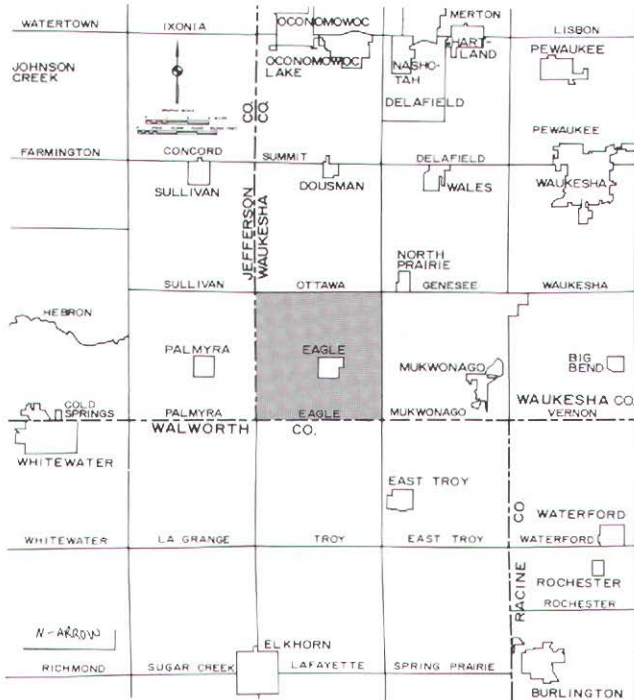 WATERTOWN IXONIA OCONOMOWOC MERTON LISBON
JOHNSON CREEK OCONOMOWOC LAKE NASHO-TAH HART-LAND PEWAUKEE
DELAFIELD
CO. CO.
FARMINGTON CONCORD SUMMIT DELAFIELD PEWAUKEE
SULLIVAN DOUSMAN WALES WAUKESHA
JEFFERSON WAUKESHA
NORTH PRAIRIE
SULLIVAN OTTAWA GENESEE WAUKESHA
HEBRON
PALMYRA EAGLE MUKWONAGO BIG BEND
COLD SPRINGS PALMYRA EAGLE MUKWONAGO WAUKESHA CO.
VERNON
WALWORTH CO.
WHITEWATER
EAST TROY
CO WATERFORD
WHITEWATER LA GRANGE TROY EAST TROY WATERFORD
RACINE ROCHESTER
ROCHESTER
N-ARROW
ELKHORN
RICHMOND SUGAR CREEK LAFAYETTE SPRING PRAIRIE
BURLINGTON